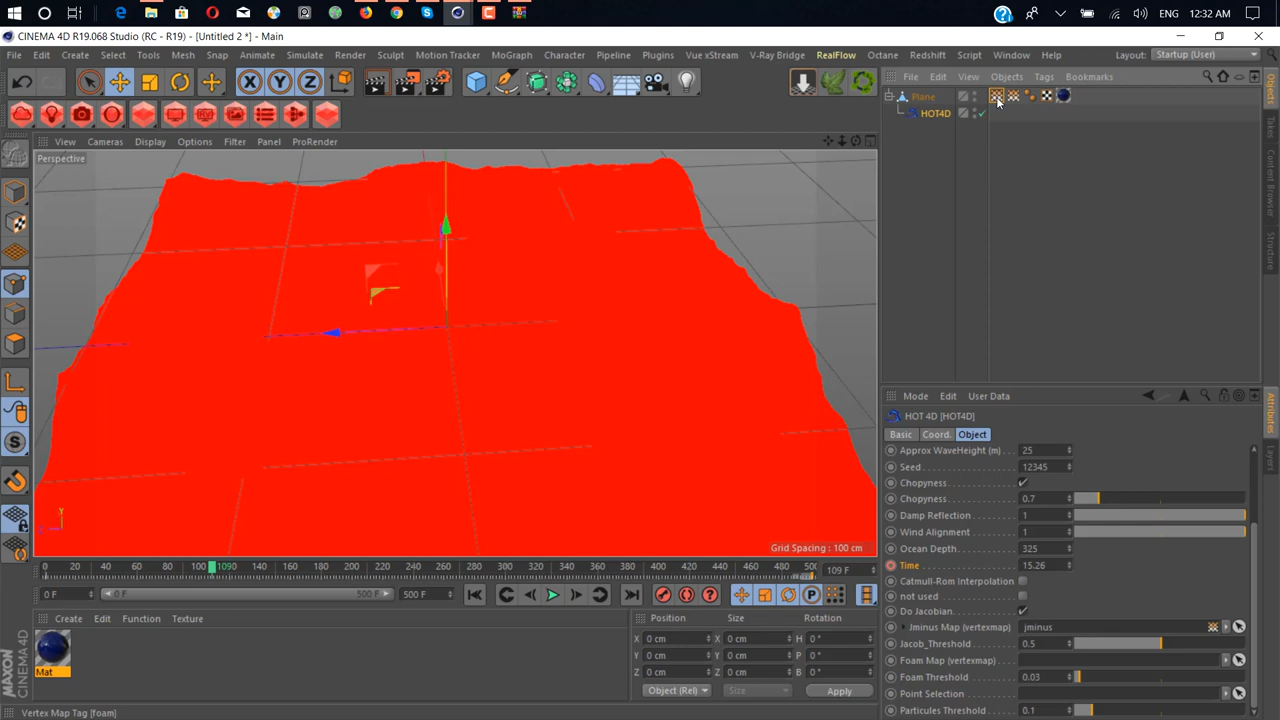 ENG 12:32 AM
CINEMA 4D R19.068 Studio (RC - R19) - [Untitled 2 *] - Main
File Edit Create Select Tools Mesh Snap Animate Simulate Render Sculpt Motion Tracker MoGraph Character Pipeline Plugins Vue xStream V-Ray Bridge RealFlow Octane Redshift Script Window Help Layout: Startup (User)
X Y Z
File Edit View Objects Tags Bookmarks
Plane
HOT4D
View Cameras Display Options Filter Panel ProRender
Perspective
Grid Spacing : 100 cm
Objects
Takes
Content Browser
Structure
Attributes
Layers
Mode Edit User Data
HOT 4D [HOT4D]
Basic Coord. Object
Approx WaveHeight (m) 25
Seed 12345
Chopyness
Chopyness 0.7
Damp Reflection 1
Wind Alignment 1
Ocean Depth 325
Time 15.26
Catmull-Rom Interpolation
not used
Do Jacobian
Jminus Map (vertexmap) jminus
Jacob_Threshold 0.5
Foam Map (vertexmap)
Foam Threshold 0.03
Point Selection
Particules Threshold 0.1
0 20 40 60 80 100 1090 120 140 160 180 200 220 240 260 280 300 320 340 360 380 400 420 440 460 480 500 109 F
0 F 0 F 500 F 500 F
Create Edit Function Texture
Mat
Position Size Rotation
X 0 cm X 0 cm H 0 °
Y 0 cm Y 0 cm P 0 °
Z 0 cm Z 0 cm B 0 °
Object (Rel) Size Apply
MAXON CINEMA 4D
Vertex Map Tag [foam]